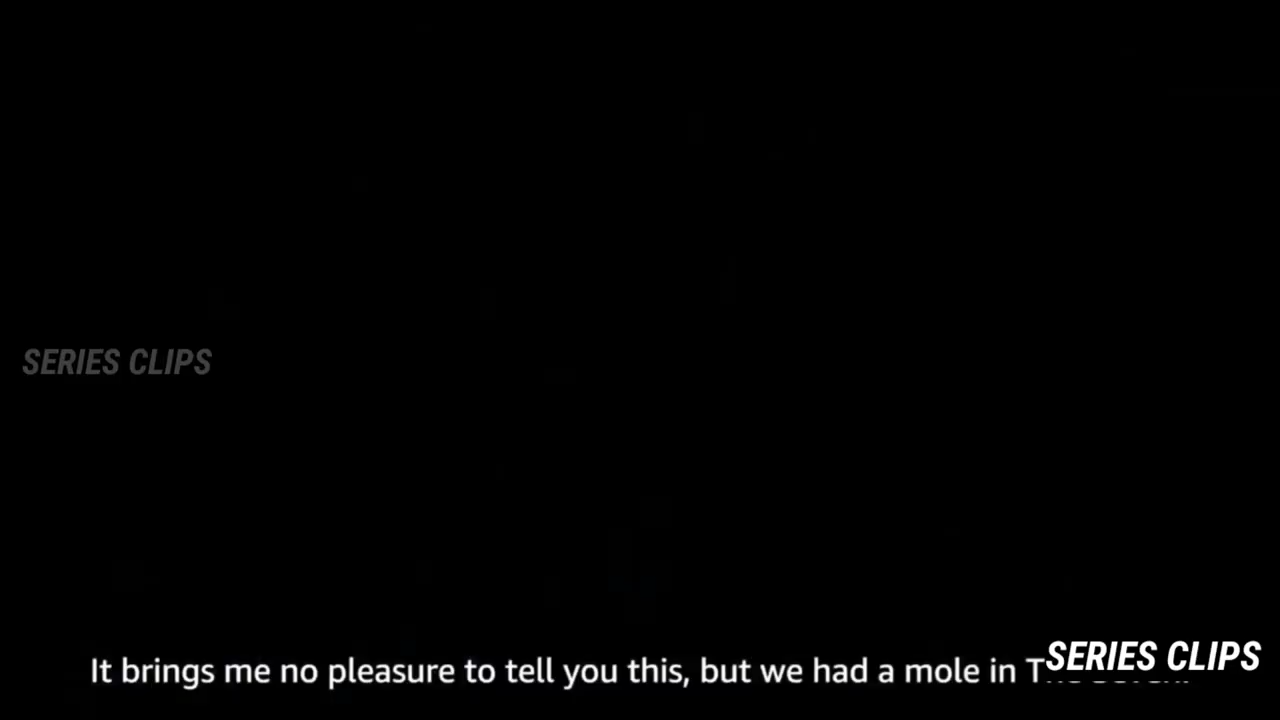 SERIES CLIPS
SERIES CLIPS
It brings me no pleasure to tell you this, but we had a mole in